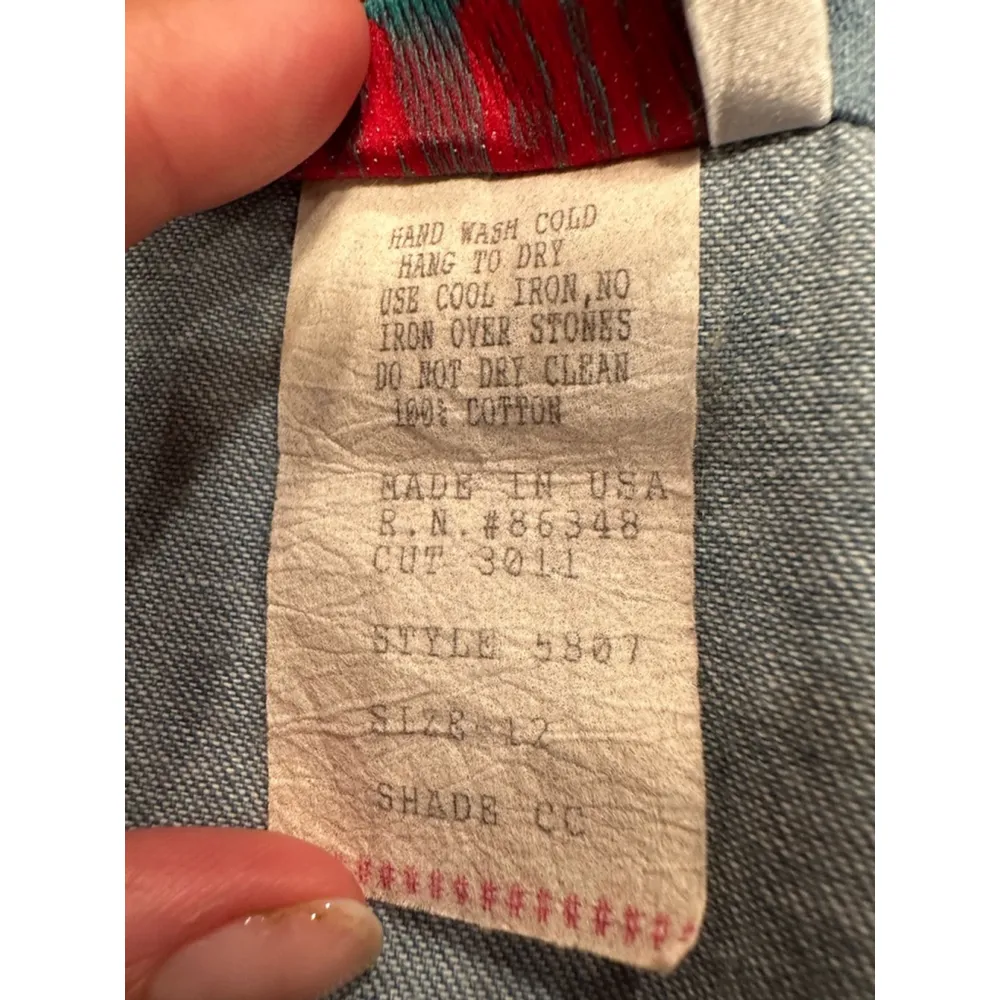 HAND WASH COLD
HANG TO DRY
USE COOL IRON,NO
IRON OVER STONES
DO NOT DRY CLEAN
100% COTTON
MADE IN USA
R.N.#86348
CUT 3011
STYLE 5807
SIZE 12
SHADE CC